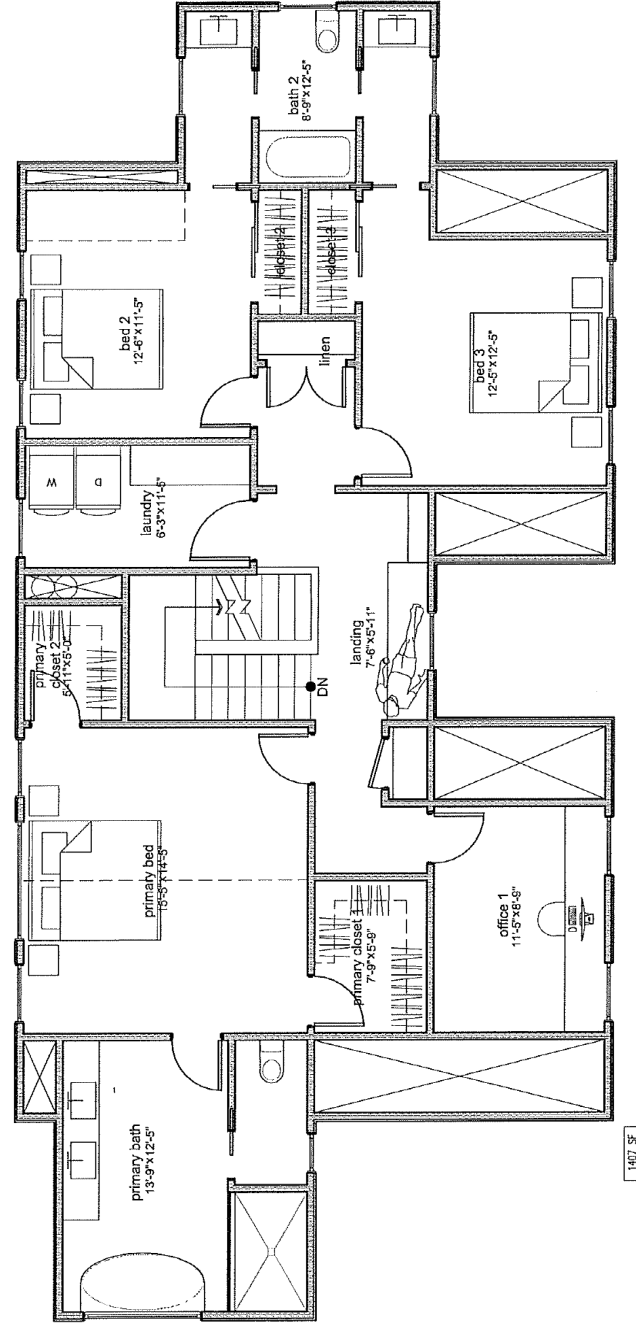 primary bath
13'-9"X12'-5"
primary bed
15'-5"X14'-5"
primary
closet 2
5'-11"X5'-0"
W
D
laundry
6'-3"X11'-5"
bed 2
12'-6"X11'-5"
bath 2
8'-9"X12'-5"
closet 2
closet 3
linen
DN
landing
7'-6"X5'-11"
primary closet 1
7'-9"X5'-9"
office 1
11'-5"X8'-9"
D
bed 3
12'-5"X12'-5"
1407 SF